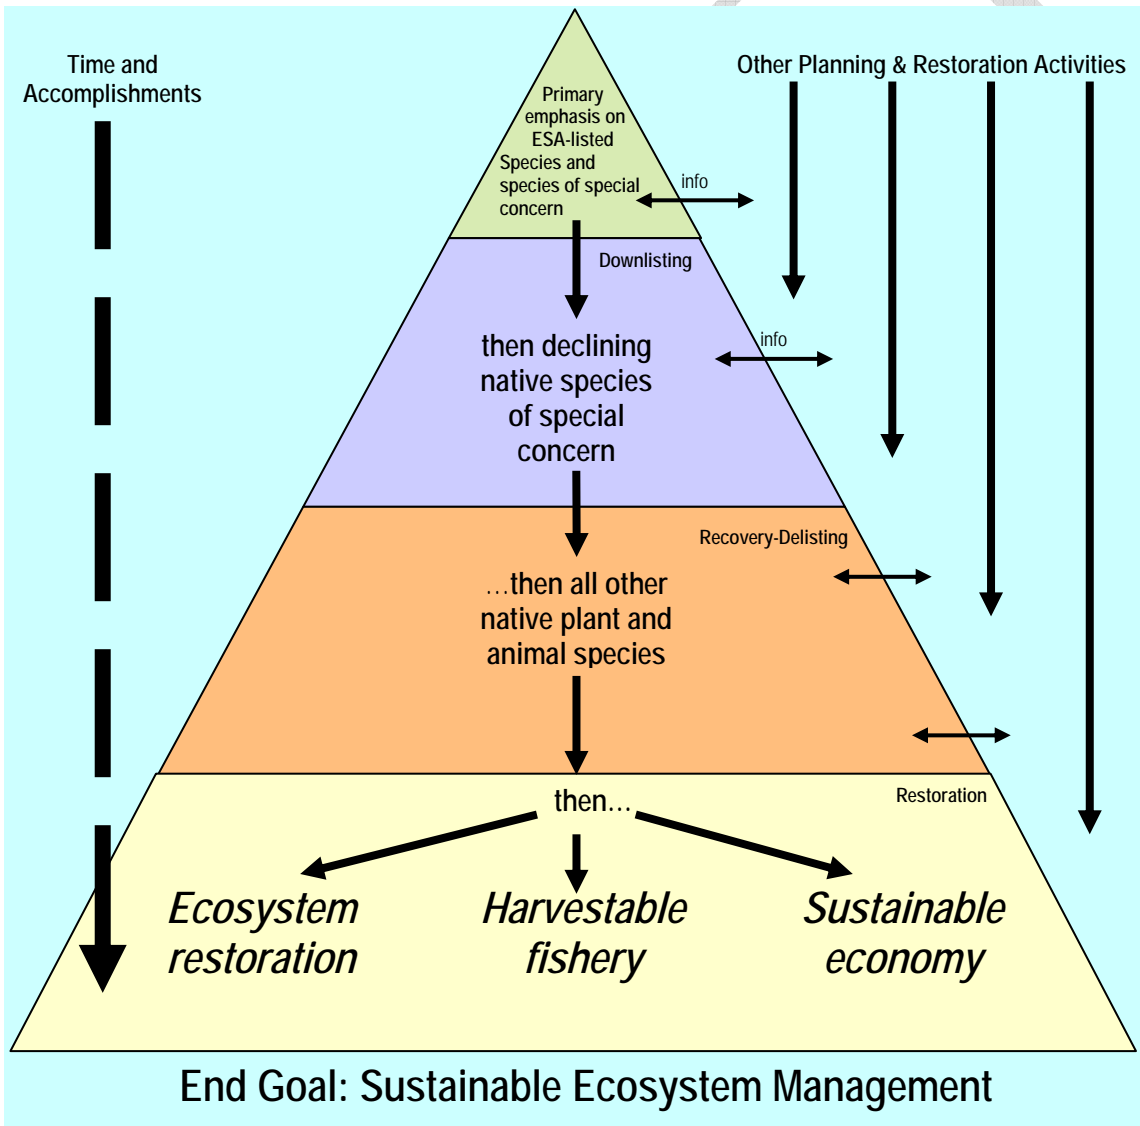 Time and
Accomplishments
Other Planning & Restoration Activities
Primary
emphasis on
ESA-listed
Species and
species of special
concern
info
Downlisting
then declining
native species
of special
concern
info
Recovery-Delisting
…then all other
native plant and
animal species
Restoration
then…
Ecosystem
restoration
Harvestable
fishery
Sustainable
economy
End Goal: Sustainable Ecosystem Management